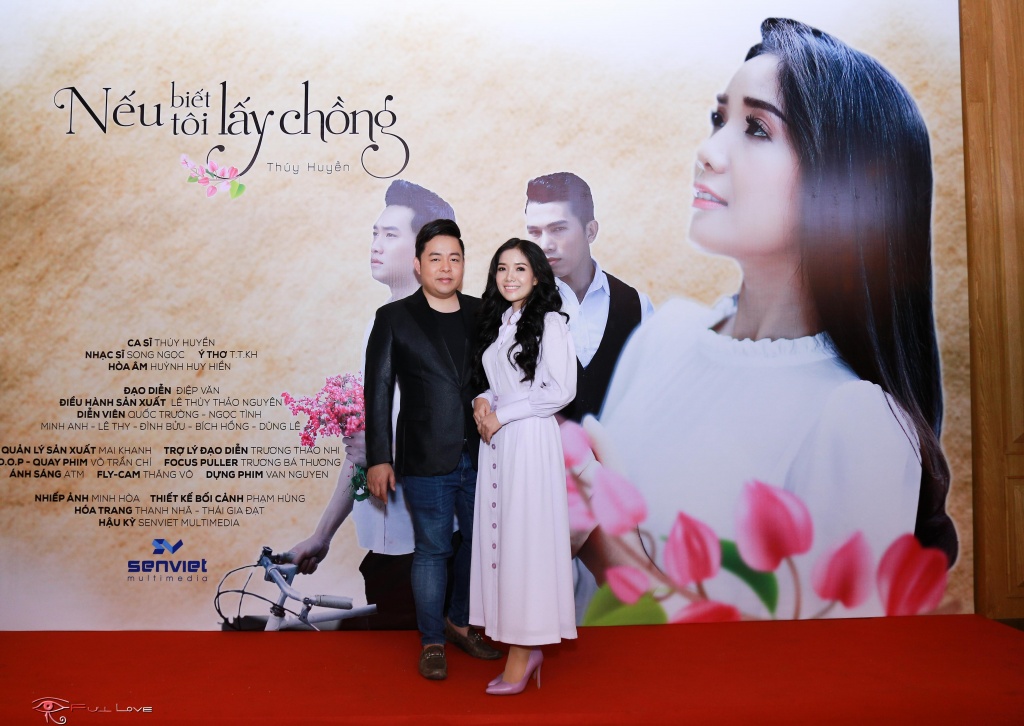 Nếu biết tôi lấy chồng
Thúy Huyền
CA SĨ THÚY HUYỀN
NHẠC SĨ SONG NGỌC Ý THƠ T.T.KH
HÒA ÂM HUỲNH HUY HIỂN
ĐẠO DIỄN ĐIỆP VĂN
ĐIỀU HÀNH SẢN XUẤT LÊ THÚY THẢO NGUYÊN
DIỄN VIÊN QUỐC TRƯỜNG - NGỌC TÌNH
MINH ANH - LÊ THY - ĐÌNH BỬU - BÍCH HỒNG - DŨNG LÊ
QUẢN LÝ SẢN XUẤT MAI KHANH TRỢ LÝ ĐẠO DIỄN TRƯƠNG THẢO NHI
D.O.P - QUAY PHIM VÕ TRẦN CHÍ FOCUS PULLER TRƯƠNG BÁ THƯƠNG
ÁNH SÁNG ATM FLY-CAM THĂNG VÕ DỰNG PHIM VAN NGUYEN
NHIẾP ẢNH MINH HÒA THIẾT KẾ BỐI CẢNH PHẠM HÙNG
HÓA TRANG THANH NHÃ - THÁI GIA ĐẠT
HẬU KỲ SENVIET MULTIMEDIA
senviet
multimedia
FUI LOVE